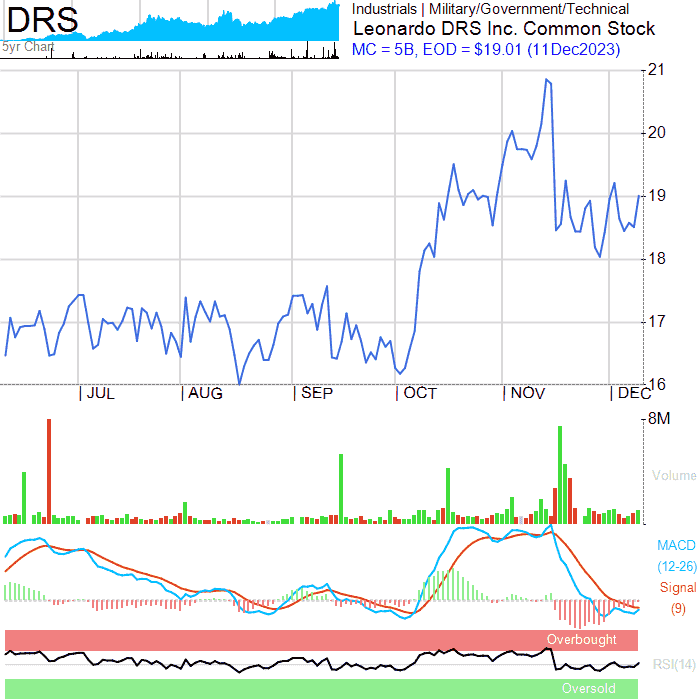 DRS
5yr Chart
Industrials | Military/Government/Technical
Leonardo DRS Inc. Common Stock
MC = 5B, EOD = $19.01 (11Dec2023)
21
20
19
18
17
16
JUL AUG SEP OCT NOV DEC
8M
Volume
MACD
(12-26)
Signal
(9)
Overbought
RSI(14)
Oversold